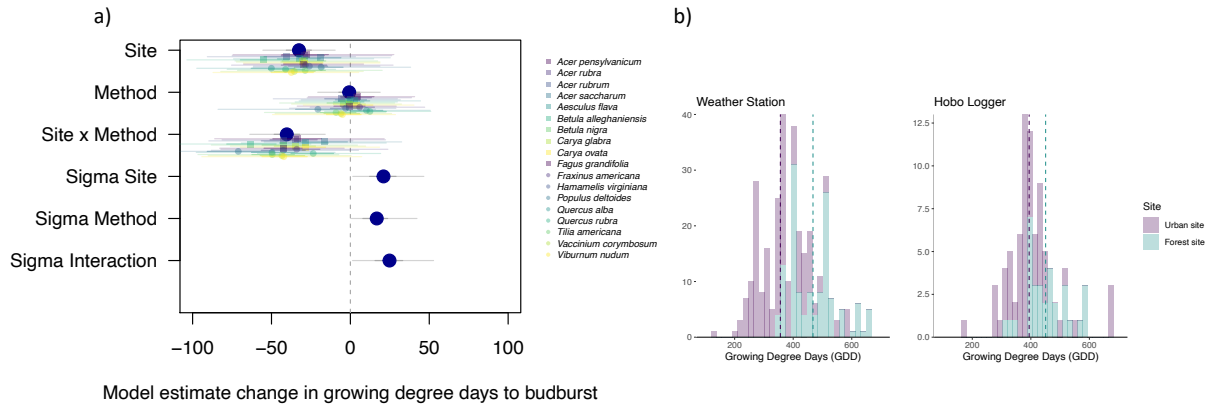 a)
Site
Method
Site x Method
Sigma Site
Sigma Method
Sigma Interaction
−100 −50 0 50 100
Model estimate change in growing degree days to budburst
Acer pensylvanicum
Acer rubra
Acer rubrum
Acer saccharum
Aesculus flava
Betula alleghaniensis
Betula nigra
Carya glabra
Carya ovata
Fagus grandifolia
Fraxinus americana
Hamamelis virginiana
Populus deltoides
Quercus alba
Quercus rubra
Tilia americana
Vaccinium corymbosum
Viburnum nudum
b)
Weather Station
40
30
20
10
0
200 400 600
Growing Degree Days (GDD)
Hobo Logger
12.5
10.0
7.5
5.0
2.5
0.0
200 400 600
Growing Degree Days (GDD)
Site
Urban site
Forest site